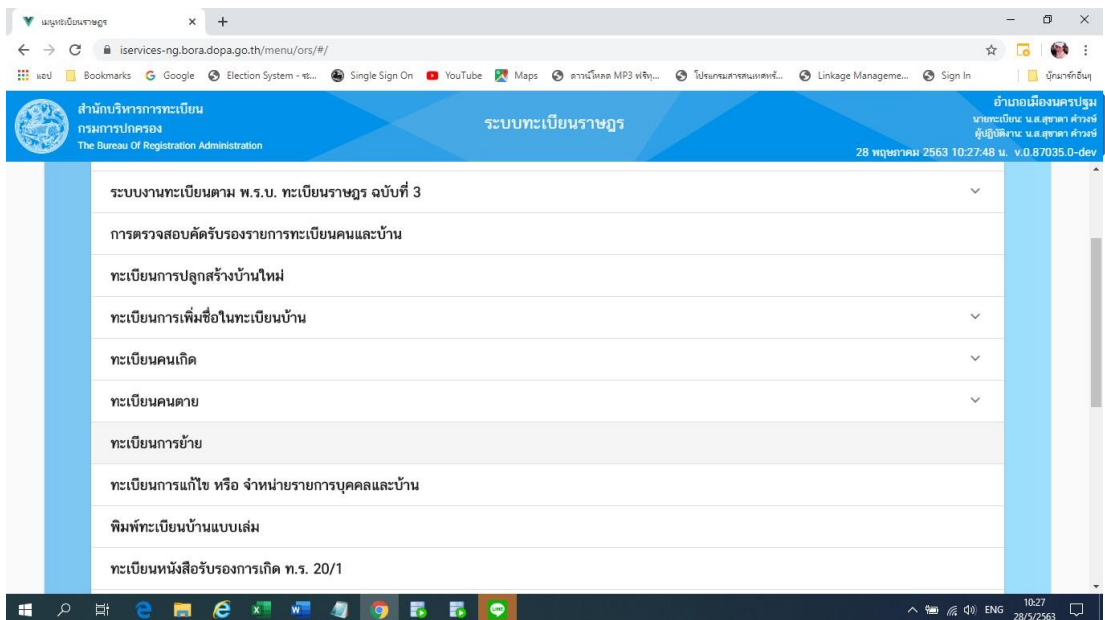 เมนูทะเบียนราษฎร
iservices-ng.bora.dopa.go.th/menu/ors/#/
แอป Bookmarks Google Election System - ระ... Single Sign On YouTube Maps ดาวน์โหลด MP3 ฟรีทุ... โปรแกรมสารสนเทศทรั... Linkage Manageme... Sign In บุ๊กมาร์กอื่นๆ
สำนักบริหารการทะเบียน
กรมการปกครอง
The Bureau Of Registration Administration
ระบบทะเบียนราษฎร
อำเภอเมืองนครปฐม
นายทะเบียน: น.ส.สุชาดา คำวงษ์
ผู้ปฏิบัติงาน: น.ส.สุชาดา คำวงษ์
28 พฤษภาคม 2563 10:27:48 น. v.0.87035.0-dev
ระบบงานทะเบียนตาม พ.ร.บ. ทะเบียนราษฎร ฉบับที่ 3
การตรวจสอบคัดรับรองรายการทะเบียนคนและบ้าน
ทะเบียนการปลูกสร้างบ้านใหม่
ทะเบียนการเพิ่มชื่อในทะเบียนบ้าน
ทะเบียนคนเกิด
ทะเบียนคนตาย
ทะเบียนการย้าย
ทะเบียนการแก้ไข หรือ จำหน่ายรายการบุคคลและบ้าน
พิมพ์ทะเบียนบ้านแบบเล่ม
ทะเบียนหนังสือรับรองการเกิด ท.ร. 20/1
ENG
10:27
28/5/2563